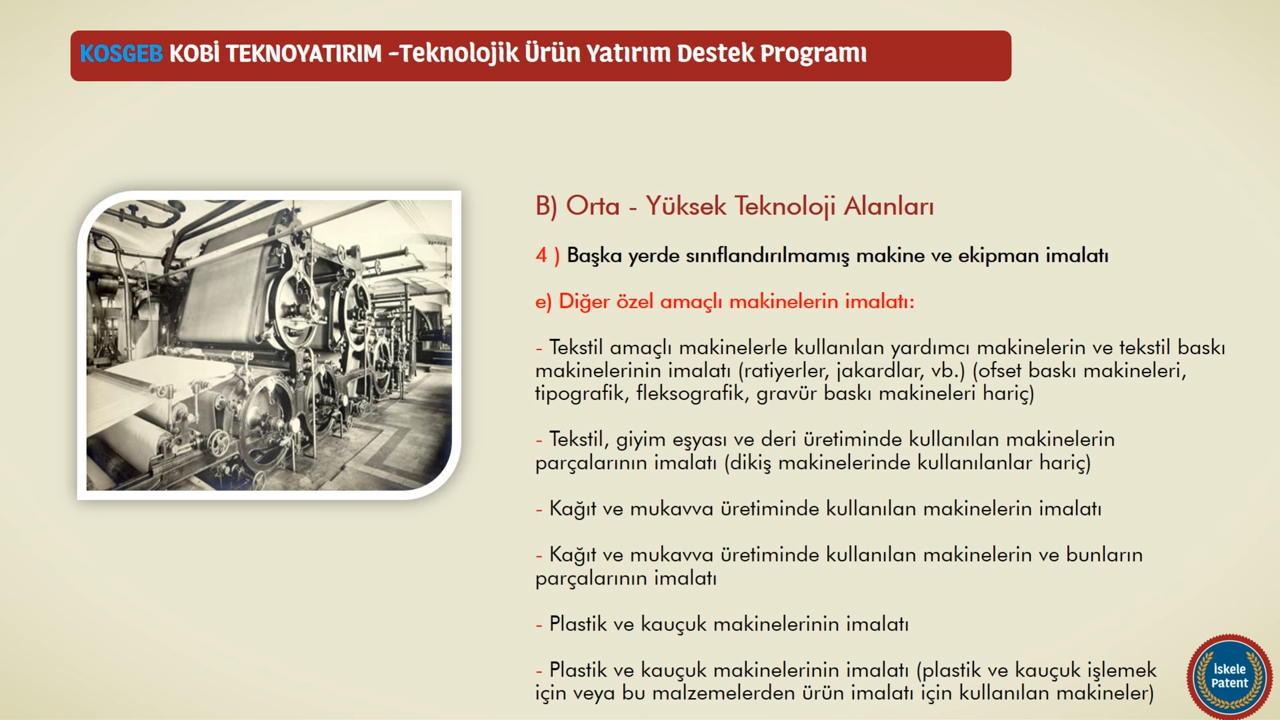 KOSGEB KOBİ TEKNOYATIRIM -Teknolojik Ürün Yatırım Destek Programı
B) Orta - Yüksek Teknoloji Alanları
4 ) Başka yerde sınıflandırılmamış makine ve ekipman imalatı
e) Diğer özel amaçlı makinelerin imalatı:
- Tekstil amaçlı makinelerle kullanılan yardımcı makinelerin ve tekstil baskı
makinelerinin imalatı (ratiyerler, jakardlar, vb.) (ofset baskı makineleri,
tipografik, fleksografik, gravür baskı makineleri hariç)
- Tekstil, giyim eşyası ve deri üretiminde kullanılan makinelerin
parçalarının imalatı (dikiş makinelerinde kullanılanlar hariç)
- Kağıt ve mukavva üretiminde kullanılan makinelerin imalatı
- Kağıt ve mukavva üretiminde kullanılan makinelerin ve bunların
parçalarının imalatı
- Plastik ve kauçuk makinelerinin imalatı
- Plastik ve kauçuk makinelerinin imalatı (plastik ve kauçuk işlemek
için veya bu malzemelerden ürün imalatı için kullanılan makineler)
İskele
Patent